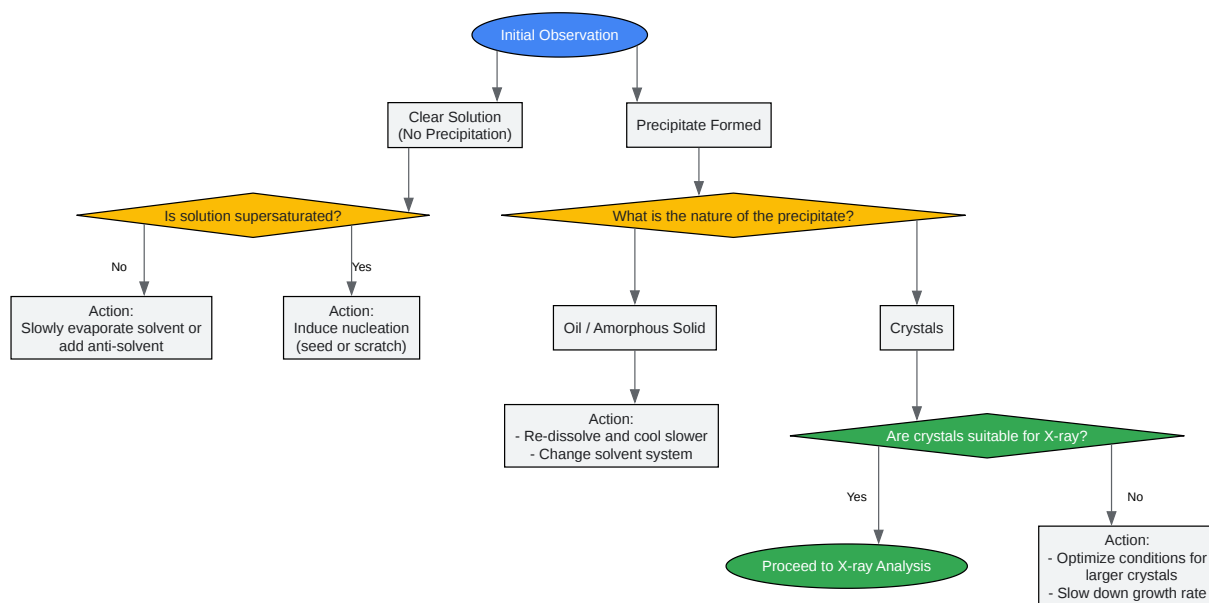 Initial Observation
Clear Solution
(No Precipitation)
Precipitate Formed
Is solution supersaturated?
What is the nature of the precipitate?
No
Yes
Action:
Slowly evaporate solvent or
add anti-solvent
Action:
Induce nucleation
(seed or scratch)
Oil / Amorphous Solid
Crystals
Action:
- Re-dissolve and cool slower
- Change solvent system
Are crystals suitable for X-ray?
Yes
No
Proceed to X-ray Analysis
Action:
- Optimize conditions for
larger crystals
- Slow down growth rate